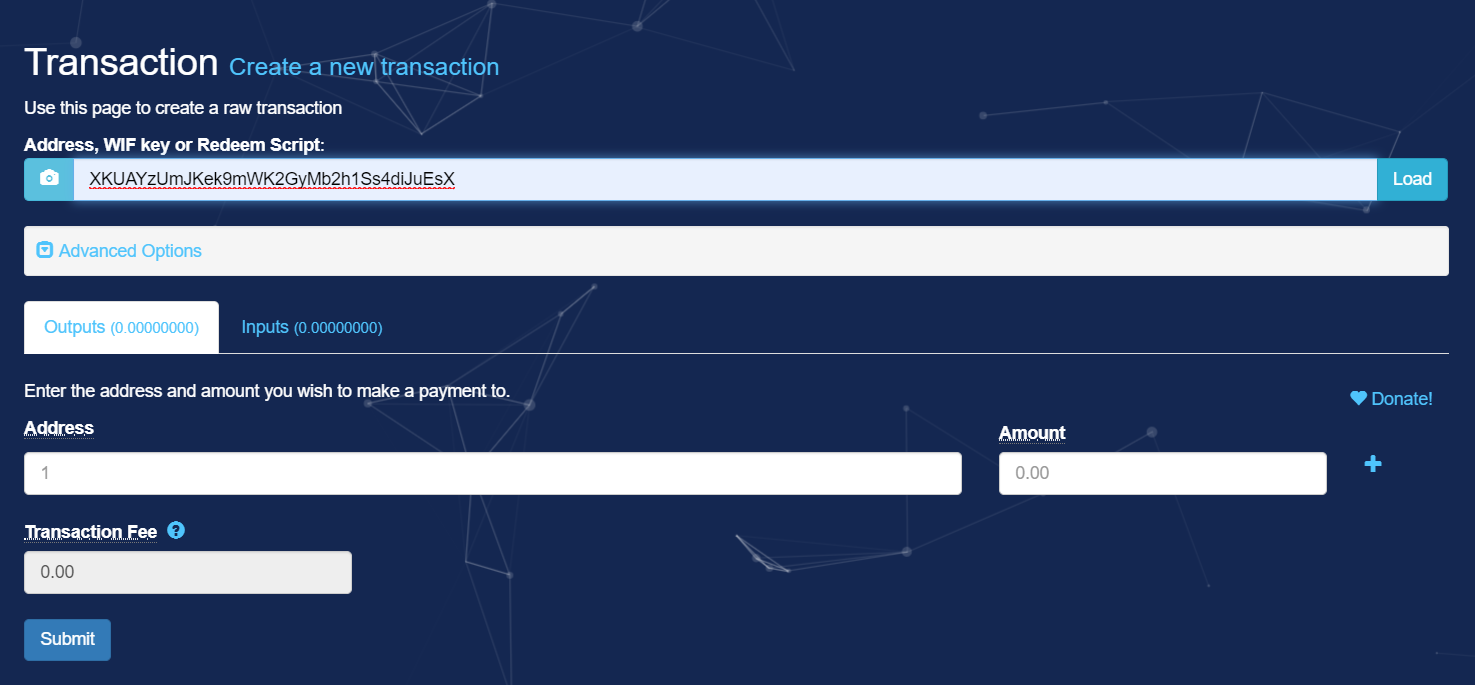 Transaction Create a new transaction
Use this page to create a raw transaction
Address, WIF key or Redeem Script:
XKUAYzUmJKek9mWK2GyMb2h1Ss4diJuEsX Load
Advanced Options
Outputs (0.00000000) Inputs (0.00000000)
Enter the address and amount you wish to make a payment to.
Donate!
Address Amount
1 0.00
Transaction Fee ?
0.00
Submit